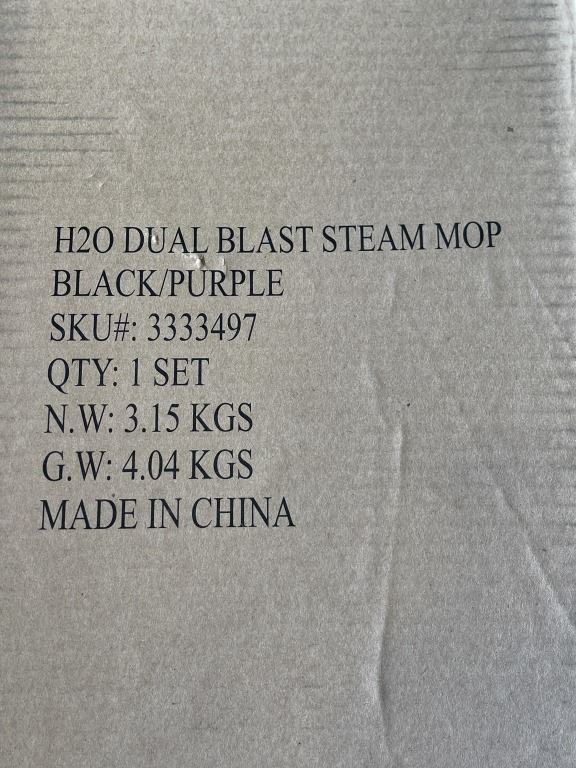 H2O DUAL BLAST STEAM MOP
BLACK/PURPLE
SKU#: 3333497
QTY: 1 SET
N.W: 3.15 KGS
G.W: 4.04 KGS
MADE IN CHINA